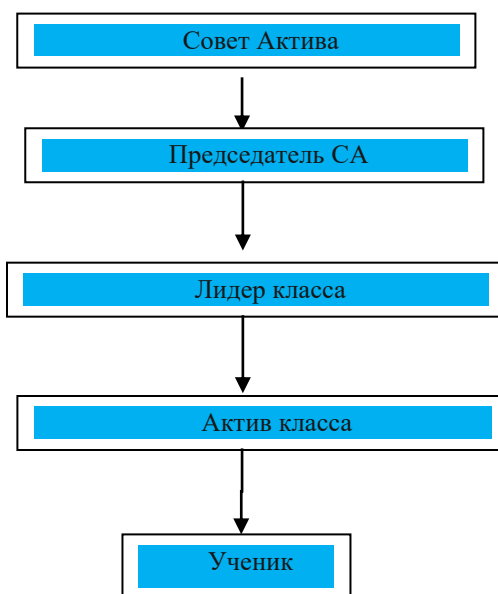 Совет Актива
Председатель СА
Лидер класса
Актив класса
Ученик